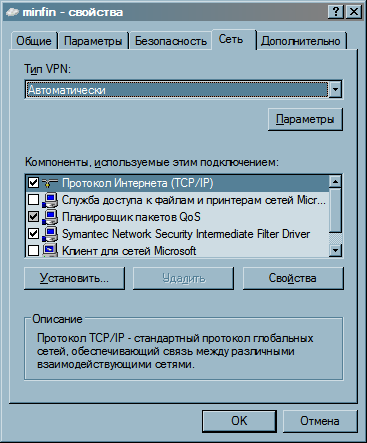 minfin - свойства
Общие Параметры Безопасность Сеть Дополнительно
Тип VPN:
Автоматически
Параметры
Компоненты, используемые этим подключением:
Протокол Интернета (TCP/IP)
Служба доступа к файлам и принтерам сетей Micr...
Планировщик пакетов QoS
Symantec Network Security Intermediate Filter Driver
Клиент для сетей Microsoft
Установить... Удалить Свойства
Описание
Протокол TCP/IP - стандартный протокол глобальных
сетей, обеспечивающий связь между различными
взаимодействующими сетями.
OK Отмена